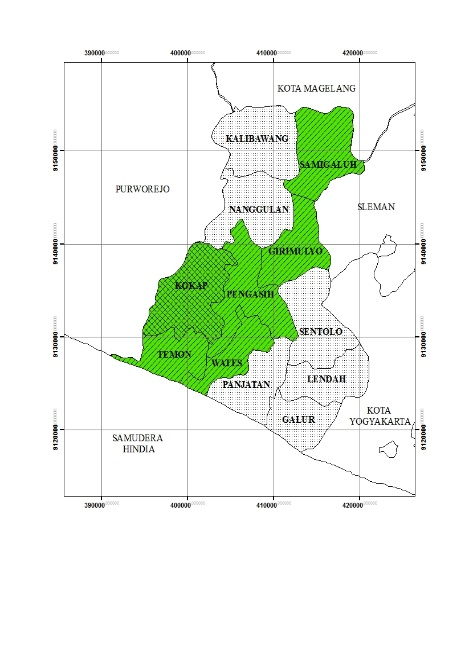 390000
400000
410000
420000
KOTA MAGELANG
KALIBAWANG
9150000
SAMIGALUH
9150000
PURWOREJO
NANGGULAN
SLEMAN
9140000
GIRIMULYO
9140000
KOKAP
PENGASIH
9130000
SENTOLO
9130000
TEMON
WATES
LENDAH
PANJATAN
GALUR
KOTA
YOGYAKARTA
9120000
SAMUDERA
HINDIA
9120000
390000
400000
410000
420000